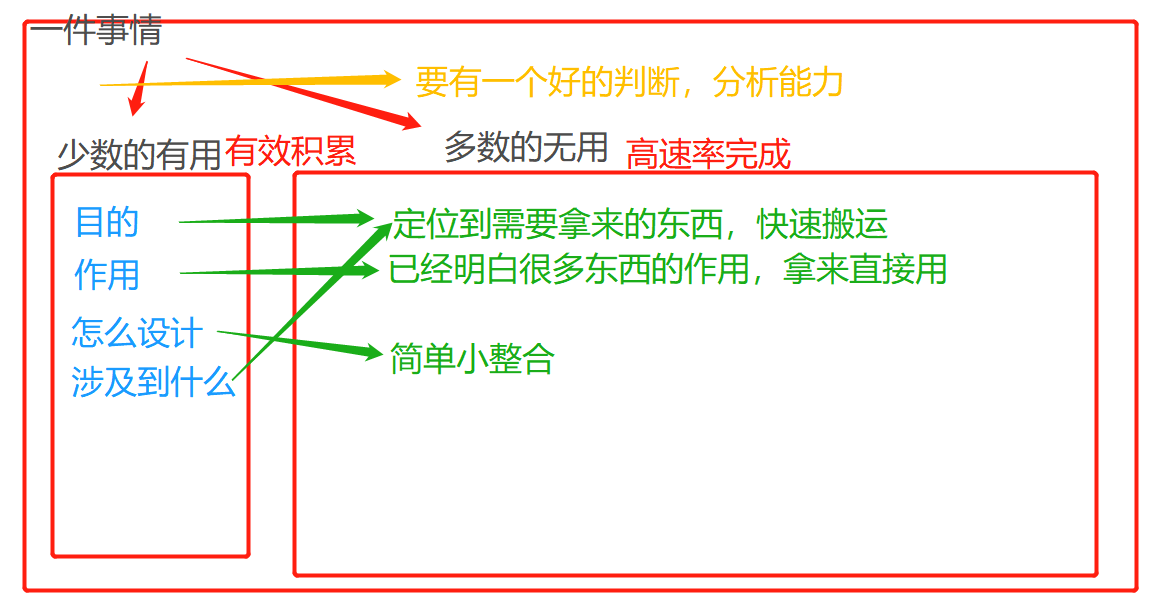 一件事情
要有一个好的判断，分析能力
少数的有用 有效积累
多数的无用 高速率完成
目的
作用
怎么设计
涉及到什么
定位到需要拿来的东西，快速搬运
已经明白很多东西的作用，拿来直接用
简单小整合